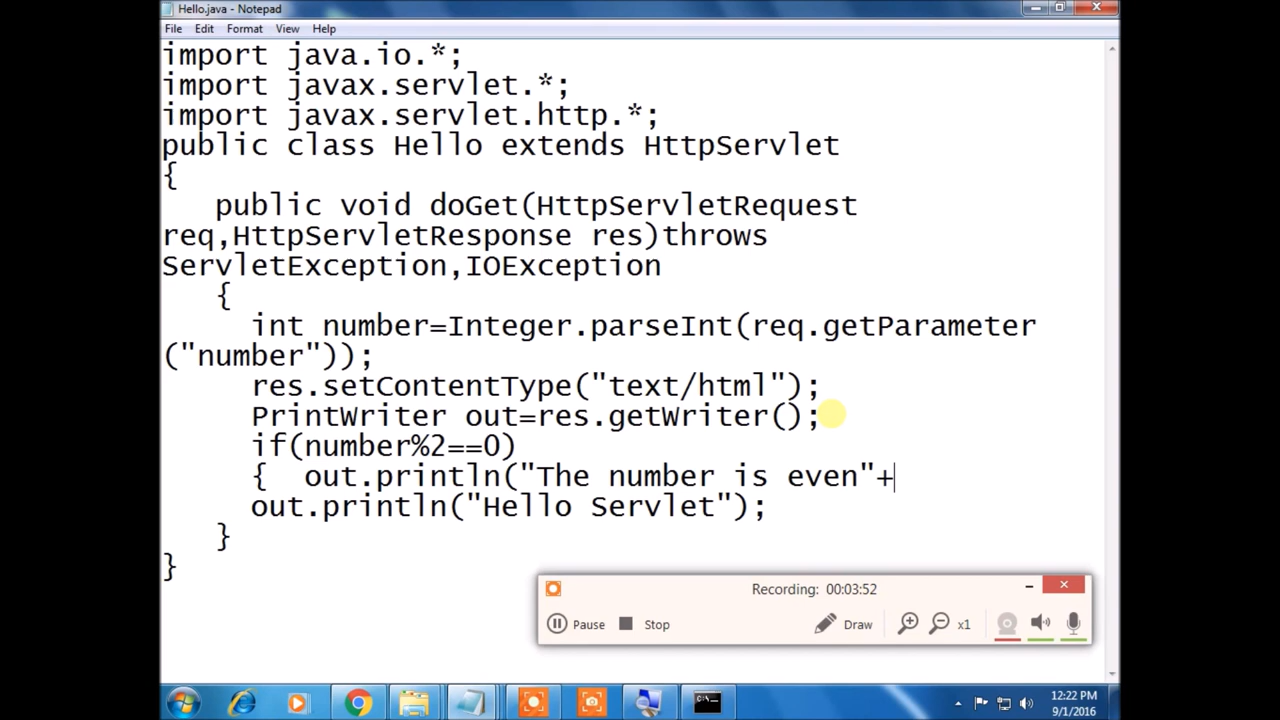 Hello.java - Notepad
File Edit Format View Help
import java.io.*;
import javax.servlet.*;
import javax.servlet.http.*;
public class Hello extends HttpServlet
{
public void doGet(HttpServletRequest
req,HttpServletResponse res)throws
ServletException,IOException
{
int number=Integer.parseInt(req.getParameter
("number"));
res.setContentType("text/html");
PrintWriter out=res.getWriter();
if(number%2==0)
{ out.println("The number is even"+
out.println("Hello Servlet");
}
}
Recording: 00:03:52
Pause Stop Draw x1
12:22 PM
9/1/2016